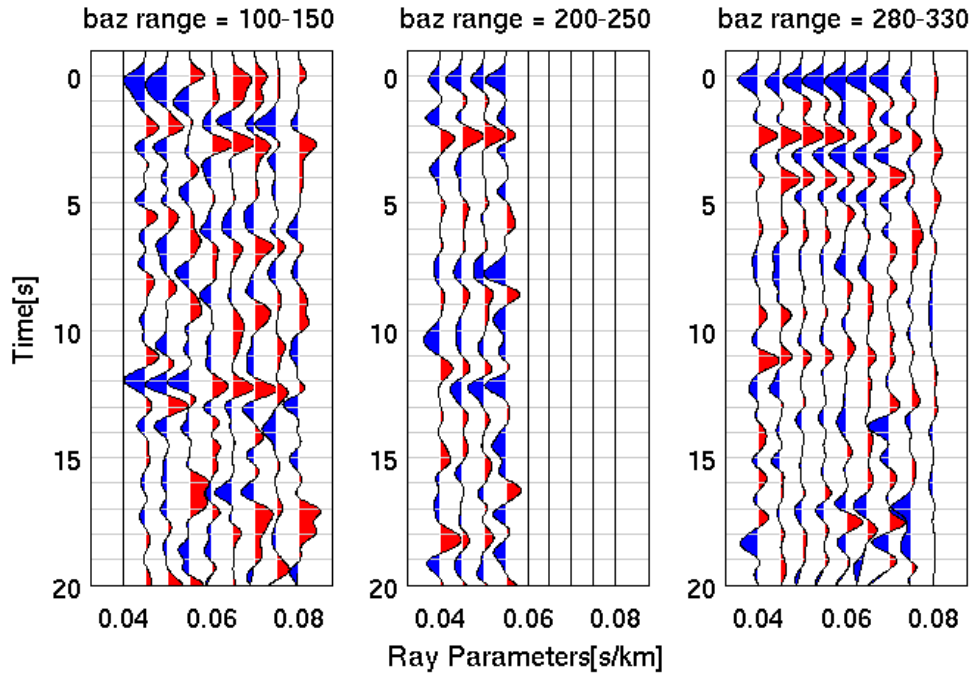 baz range = 100-150 baz range = 200-250 baz range = 280-330
0 0 0
5 5 5
Time[s]
10 10 10
15 15 15
20 20 20
0.04 0.06 0.08 0.04 0.06 0.08 0.04 0.06 0.08
Ray Parameters[s/km]